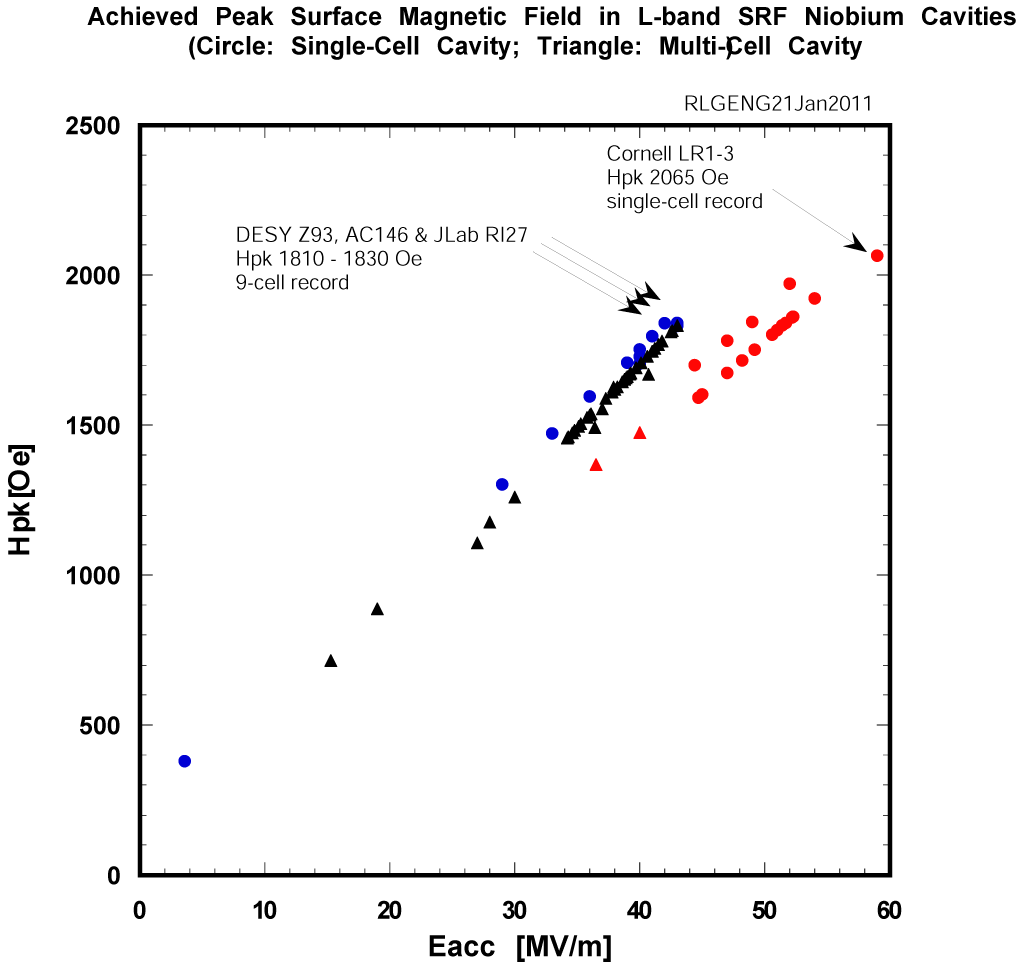 Achieved Peak Surface Magnetic Field in L-band SRF Niobium Cavities
(Circle: Single-Cell Cavity; Triangle: Multi-Cell Cavity)
RLGENG21Jan2011
2500
Cornell LR1-3
Hpk 2065 Oe
single-cell record
DESY Z93, AC146 & JLab RI27
Hpk 1810 - 1830 Oe
9-cell record
2000
1500
Hpk[Oe]
1000
500
0
0 10 20 30 40 50 60
Eacc [MV/m]